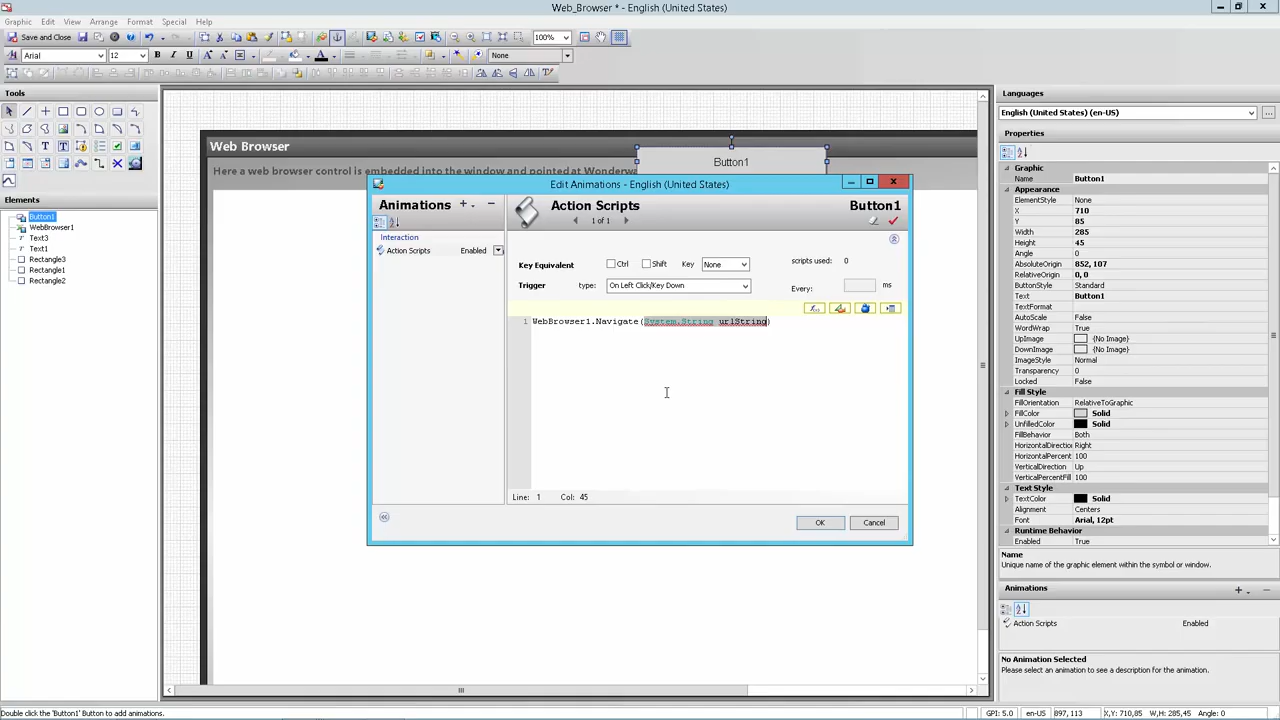 Web_Browser * - English (United States)
Graphic Edit View Arrange Format Special Help
Save and Close
100%
Arial
12
B I U
None
Tools
Elements
Button1
WebBrowser1
Text3
Text1
Rectangle3
Rectangle1
Rectangle2
Web Browser
Here a web browser control is embedded into the window and pointed to Wonderwa
Button1
Edit Animations - English (United States)
Animations
Interaction
Action Scripts Enabled
Action Scripts
Button1
1 of 1
Key Equivalent
Ctrl
Shift
Key
None
scripts used: 0
Trigger
type:
On Left Click/Key Down
Every:
ms
1 WebBrowser1.Navigate(System.String urlString)
Line: 1 Col: 45
OK
Cancel
Languages
English (United States) (en-US)
Properties
Graphic
Name Button1
Appearance
ElementStyle None
X 710
Y 85
Width 285
Height 45
Angle 0
AbsoluteOrigin 852, 107
RelativeOrigin 0, 0
ButtonStyle Standard
Text Button1
TextFormat
AutoScale False
WordWrap True
UpImage {No Image}
DownImage {No Image}
ImageStyle Normal
Transparency 0
Locked False
Fill Style
FillOrientation RelativeToGraphic
FillColor Solid
UnfilledColor Solid
FillBehavior Both
HorizontalDirectio Right
HorizontalPercent 100
VerticalDirection Up
VerticalPercentFill 100
Text Style
TextColor Solid
Alignment Centers
Font Arial, 12pt
Runtime Behavior
Enabled True
Name
Unique name of the graphic element within the symbol or window.
Animations
Action Scripts Enabled
No Animation Selected
Please select an animation to see a description for the animation.
Double click the 'Button1' Button to add animations.
GPI: 5.0 en-US 897, 113 X,Y: 710,85 W,H: 285,45 Angle: 0